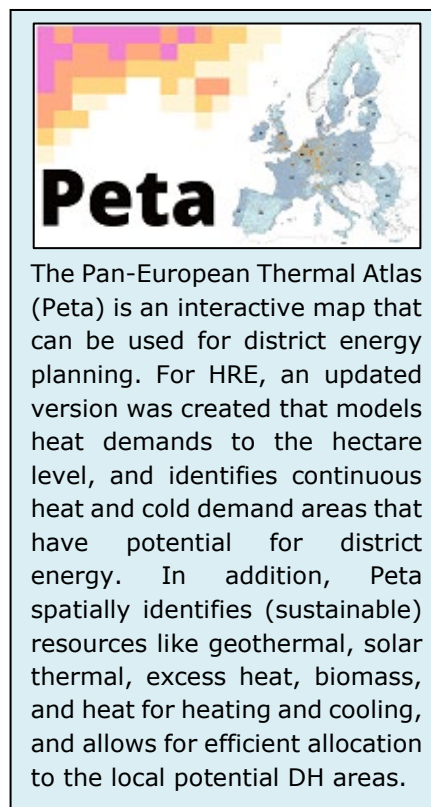 Peta
The Pan-European Thermal Atlas
(Peta) is an interactive map that
can be used for district energy
planning. For HRE, an updated
version was created that models
heat demands to the hectare
level, and identifies continuous
heat and cold demand areas that
have potential for district
energy. In addition, Peta
spatially identifies (sustainable)
resources like geothermal, solar
thermal, excess heat, biomass,
and heat for heating and cooling,
and allows for efficient allocation
to the local potential DH areas.